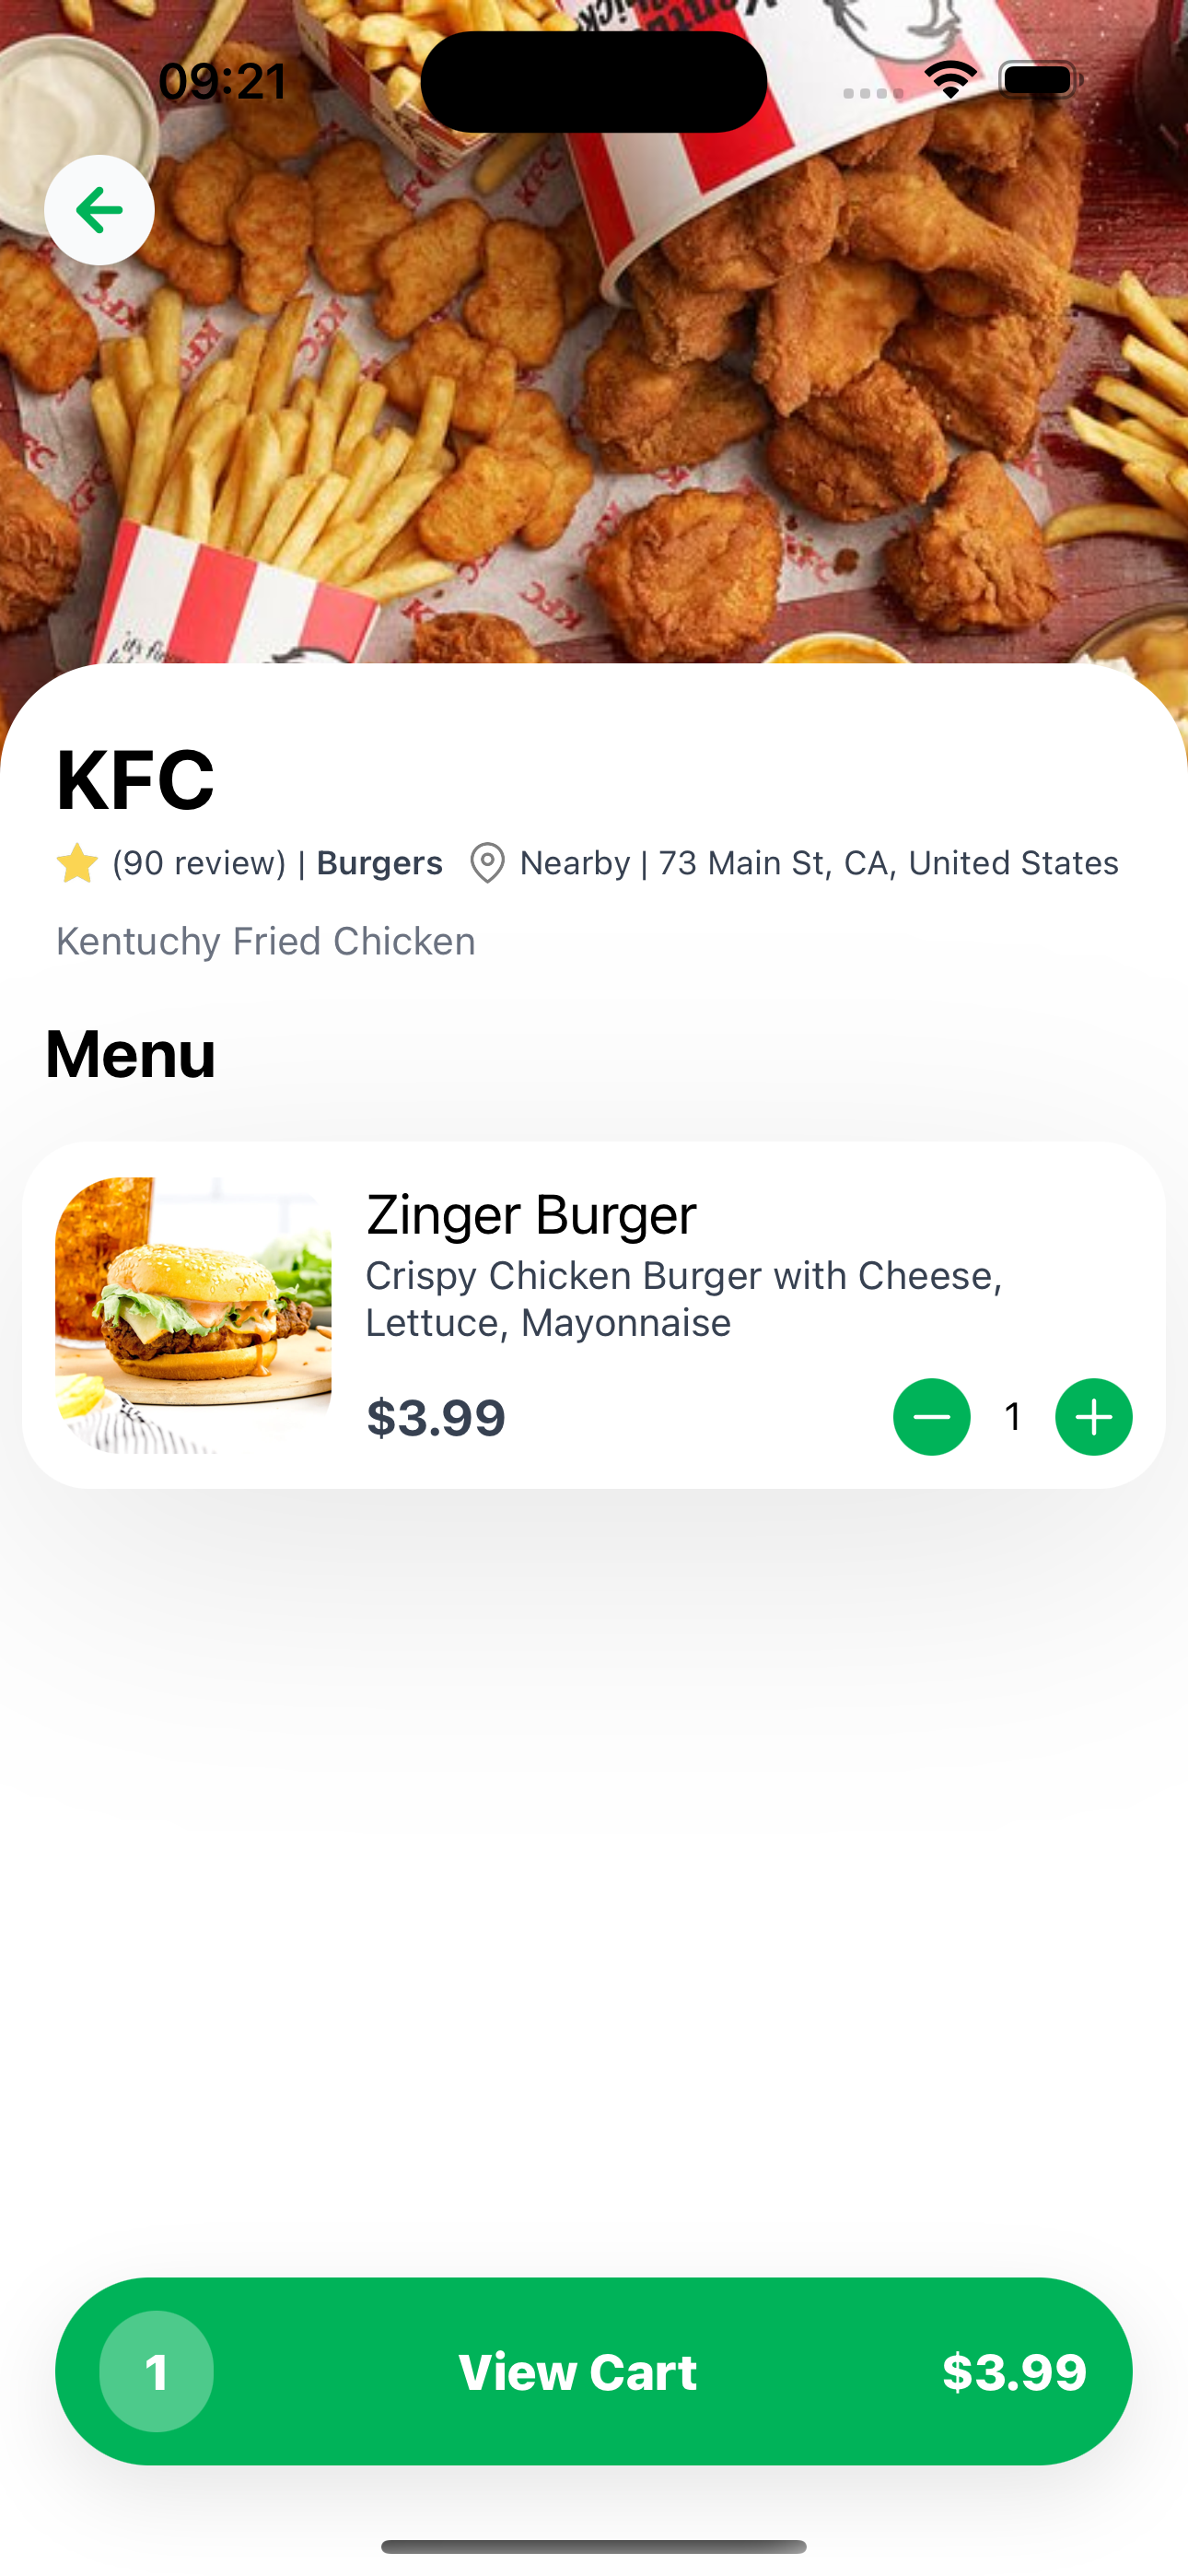 09:21
KFC
(90 review) | Burgers Nearby | 73 Main St, CA, United States
Kentuchy Fried Chicken
Menu
Zinger Burger
Crispy Chicken Burger with Cheese,
Lettuce, Mayonnaise
$3.99
1
1 View Cart $3.99